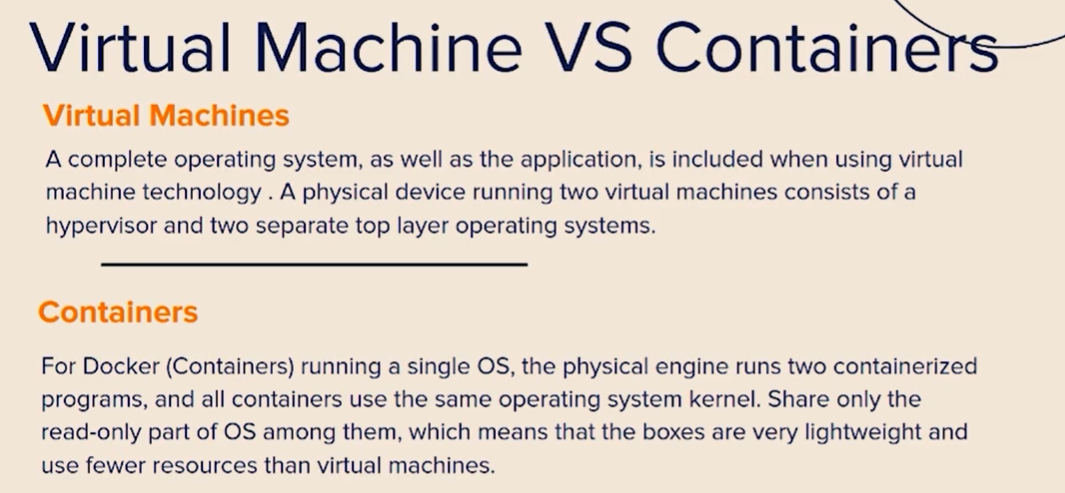 Virtual Machine VS Containers
Virtual Machines
A complete operating system, as well as the application, is included when using virtual
machine technology . A physical device running two virtual machines consists of a
hypervisor and two separate top layer operating systems.
Containers
For Docker (Containers) running a single OS, the physical engine runs two containerized
programs, and all containers use the same operating system kernel. Share only the
read-only part of OS among them, which means that the boxes are very lightweight and
use fewer resources than virtual machines.